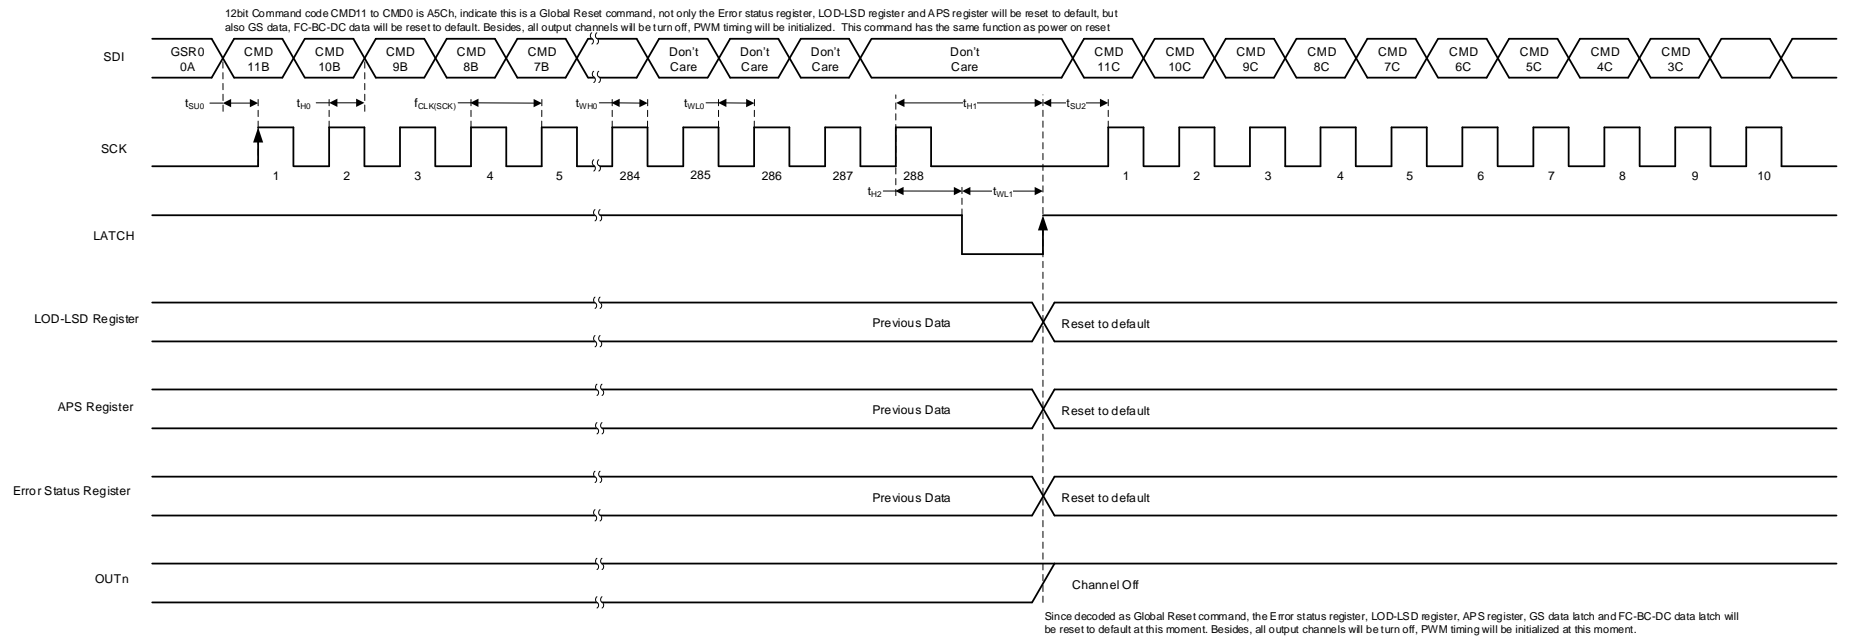 12bit Command code CMD11 to CMD0 is A5Ch, indicate this is a Global Reset command, not only the Error status register, LOD-LSD register and APS register will be reset to default, but
also GS data, FC-BC-DC data will be reset to default. Besides, all output channels will be turn off, PWM timing will be initialized. This command has the same function as power on reset
SDI
GSR0 0A
CMD 11B
CMD 10B
CMD 9B
CMD 8B
CMD 7B
Don't Care
Don't Care
Don't Care
Don't Care
CMD 11C
CMD 10C
CMD 9C
CMD 8C
CMD 7C
CMD 6C
CMD 5C
CMD 4C
CMD 3C
tSU0
tH0
fCLK(SCK)
tWH0
tWL0
tH1
tSU2
SCK
1 2 3 4 5 284 285 286 287 288 1 2 3 4 5 6 7 8 9 10
tH2
tWL1
LATCH
LOD-LSD Register
Previous Data
Reset to default
APS Register
Previous Data
Reset to default
Error Status Register
Previous Data
Reset to default
OUTn
Channel Off
Since decoded as Global Reset command, the Error status register, LOD-LSD register, APS register, GS data latch and FC-BC-DC data latch will
be reset to default at this moment. Besides, all output channels will be turn off, PWM timing will be initialized at this moment.